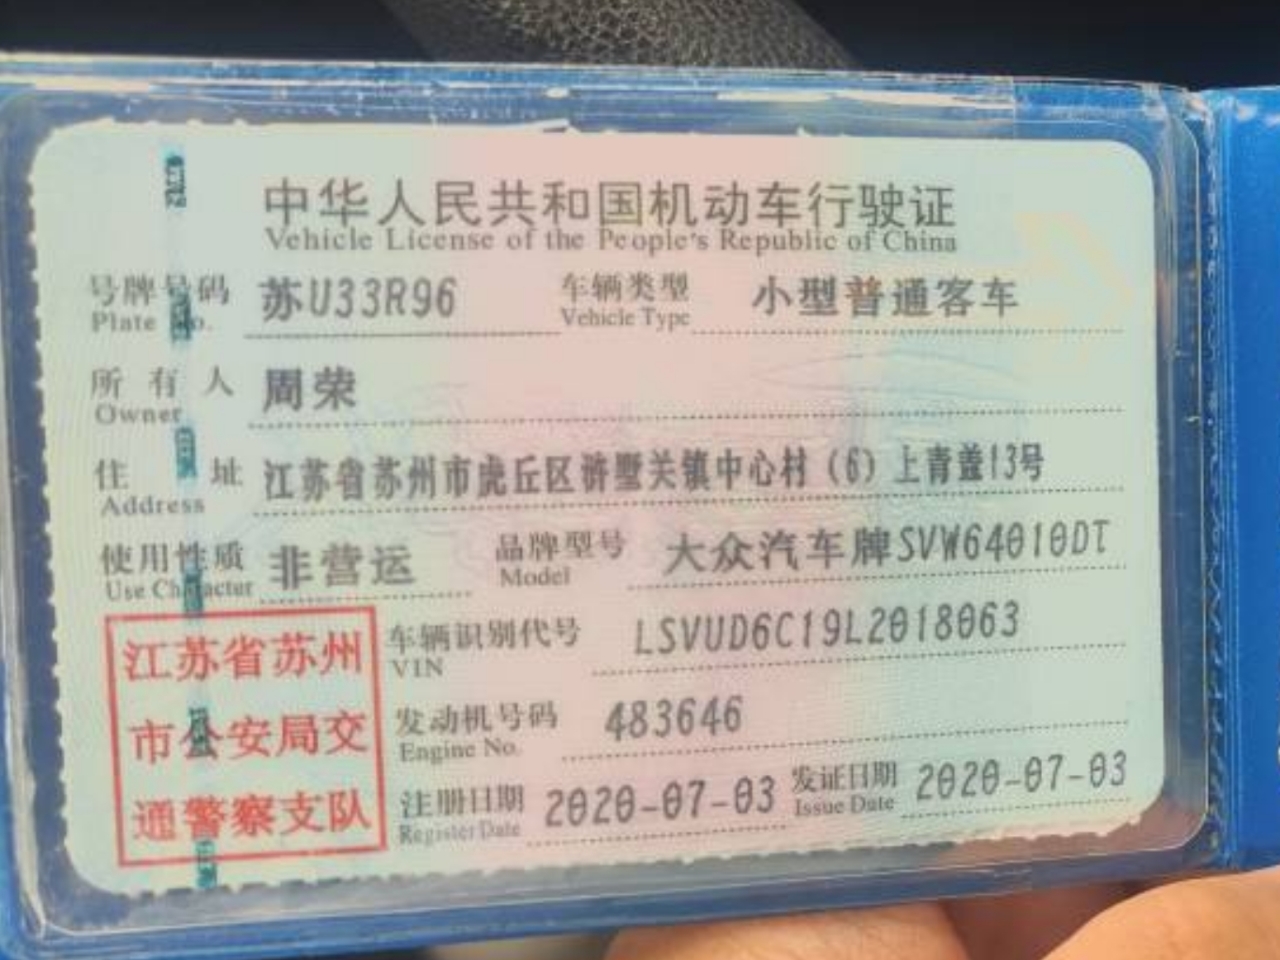 中华人民共和国机动车行驶证
Vehicle License of the People's Republic of China
号牌号码 苏U33R96 车辆类型 小型普通客车
Plate No. Vehicle Type
所有人 周荣
Owner
住址 江苏省苏州市虎丘区浒墅关镇中心村(6)上青盖13号
Address
使用性质 非营运 品牌型号 大众汽车牌SVW64010DT
Use Character Model
江苏省苏州
市公安局交
通警察支队
车辆识别代号 LSVUD6C19L2018063
VIN
发动机号码 483646
Engine No.
注册日期 2020-07-03 发证日期 2020-07-03
Register Date Issue Date